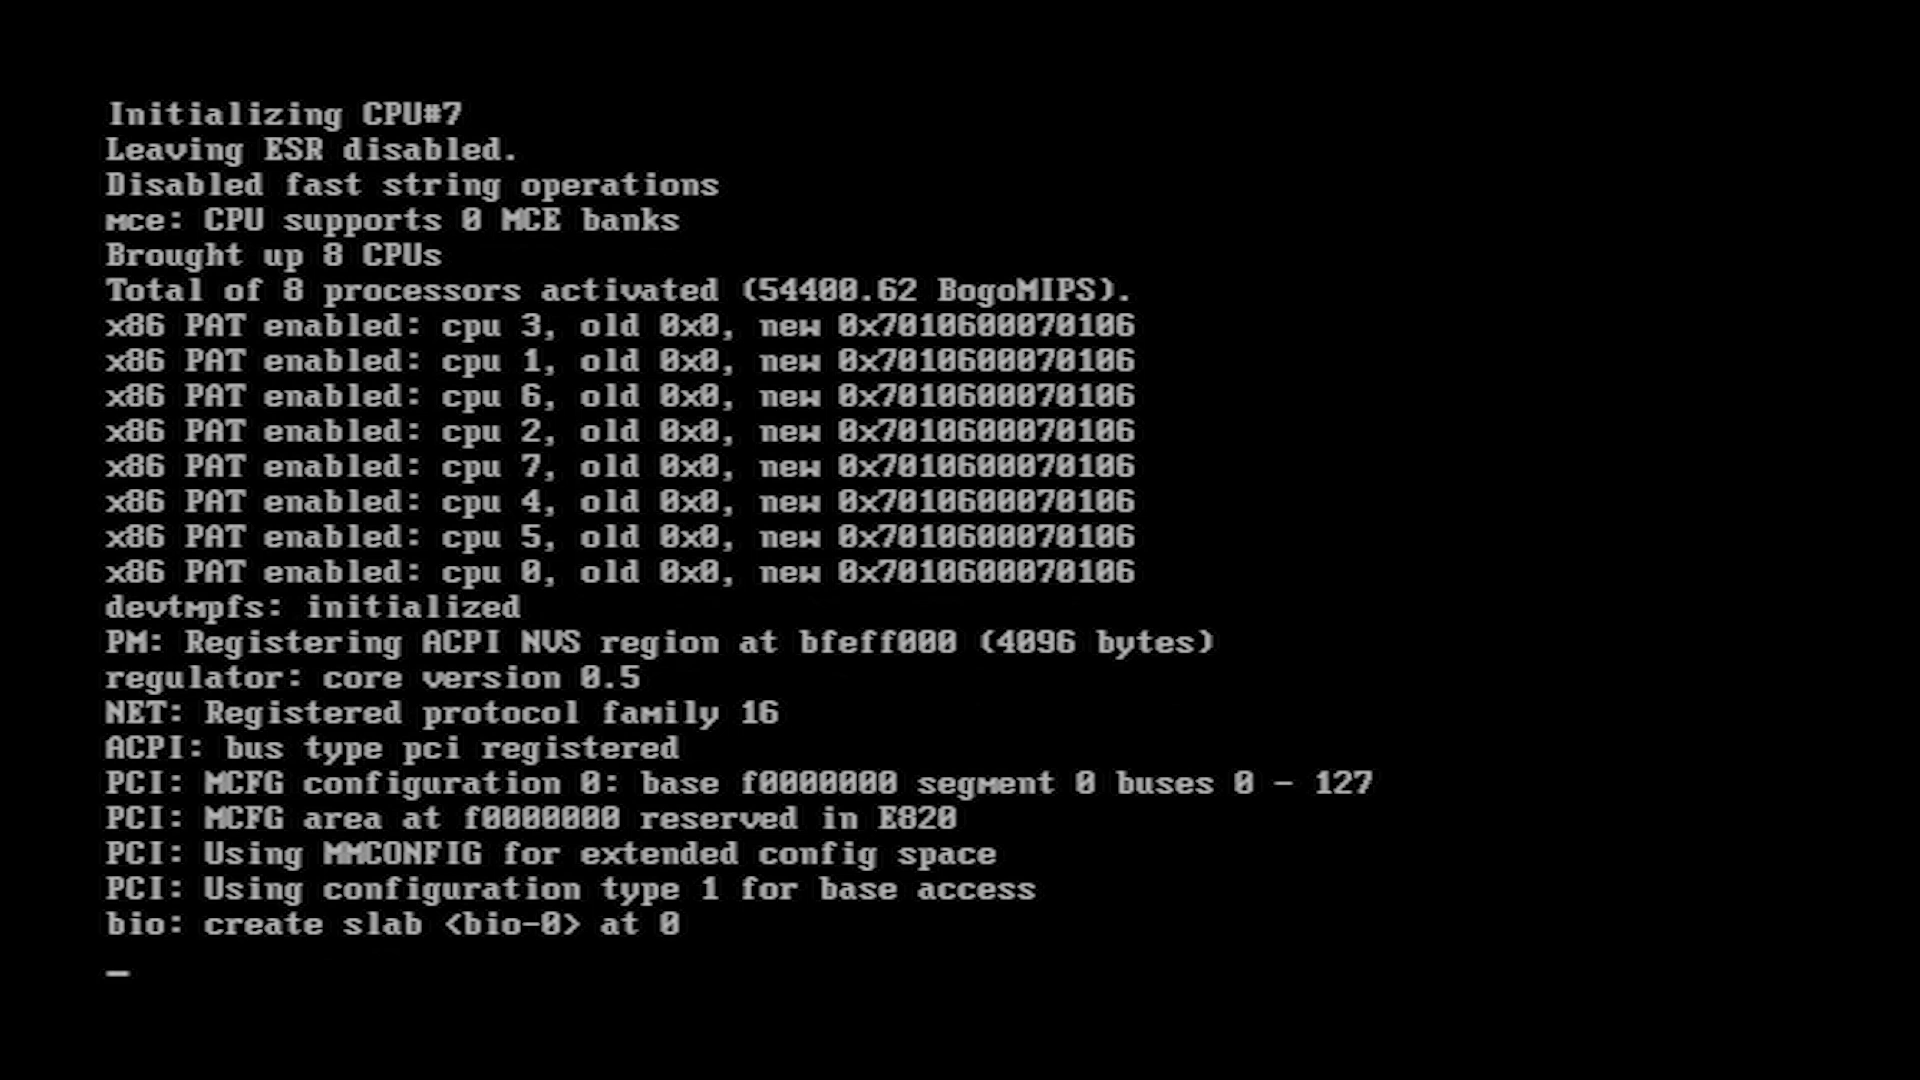 Initializing CPU#7
Leaving ESR disabled.
Disabled fast string operations
mce: CPU supports 0 MCE banks
Brought up 8 CPUs
Total of 8 processors activated (54400.62 BogoMIPS).
x86 PAT enabled: cpu 3, old 0x0, new 0x7010600070106
x86 PAT enabled: cpu 1, old 0x0, new 0x7010600070106
x86 PAT enabled: cpu 6, old 0x0, new 0x7010600070106
x86 PAT enabled: cpu 2, old 0x0, new 0x7010600070106
x86 PAT enabled: cpu 7, old 0x0, new 0x7010600070106
x86 PAT enabled: cpu 4, old 0x0, new 0x7010600070106
x86 PAT enabled: cpu 5, old 0x0, new 0x7010600070106
x86 PAT enabled: cpu 0, old 0x0, new 0x7010600070106
devtmpfs: initialized
PM: Registering ACPI NVS region at bfeff000 (4096 bytes)
regulator: core version 0.5
NET: Registered protocol family 16
ACPI: bus type pci registered
PCI: MCFG configuration 0: base f0000000 segment 0 buses 0 - 127
PCI: MCFG area at f0000000 reserved in E820
PCI: Using MMCONFIG for extended config space
PCI: Using configuration type 1 for base access
bio: create slab <bio-0> at 0
_